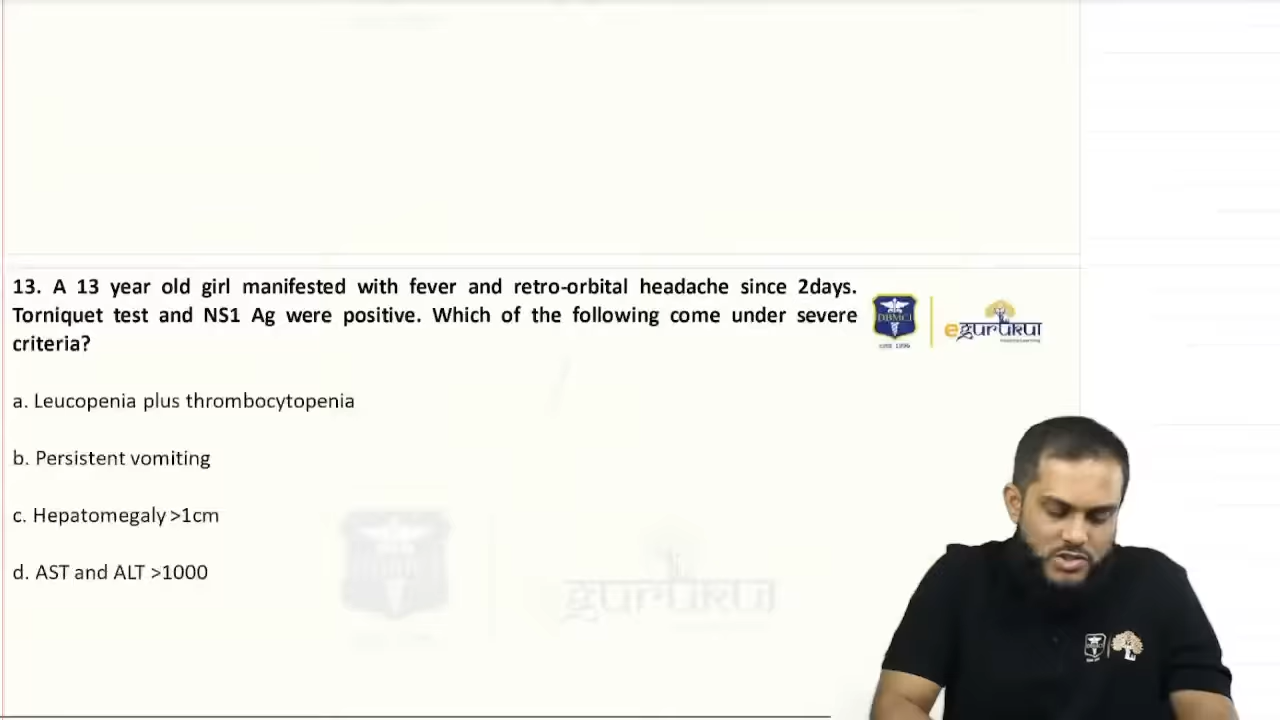 13. A 13 year old girl manifested with fever and retro-orbital headache since 2days.
Torniquet test and NS1 Ag were positive. Which of the following come under severe
criteria?
DBMCI
egurukul
a. Leucopenia plus thrombocytopenia
b. Persistent vomiting
c. Hepatomegaly >1cm
d. AST and ALT >1000
gurukul